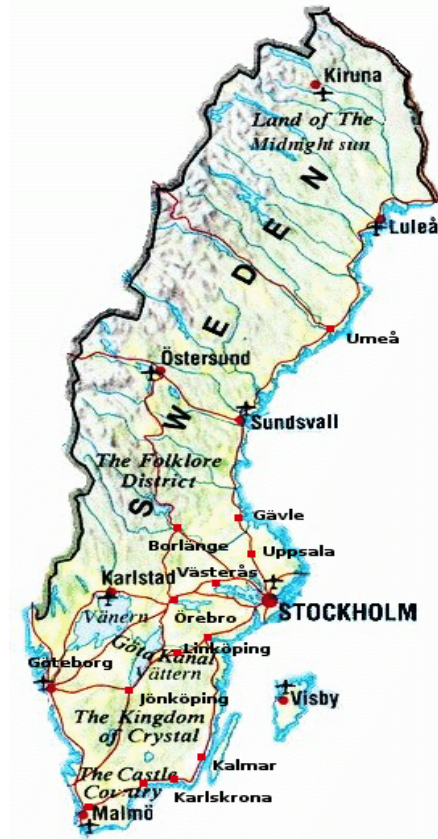 Kiruna
Land of The
Midnight sun
Luleå
SWEDEN
Umeå
Östersund
Sundsvall
The Folklore
District
Gävle
Borlänge
Uppsala
Västerås
Karlstad
STOCKHOLM
Vänern
Örebro
Göta Kanal
Linköping
Göteborg
Vättern
Jönköping
Visby
The Kingdom
of Crystal
Kalmar
The Castle
Country
Karlskrona
Malmö